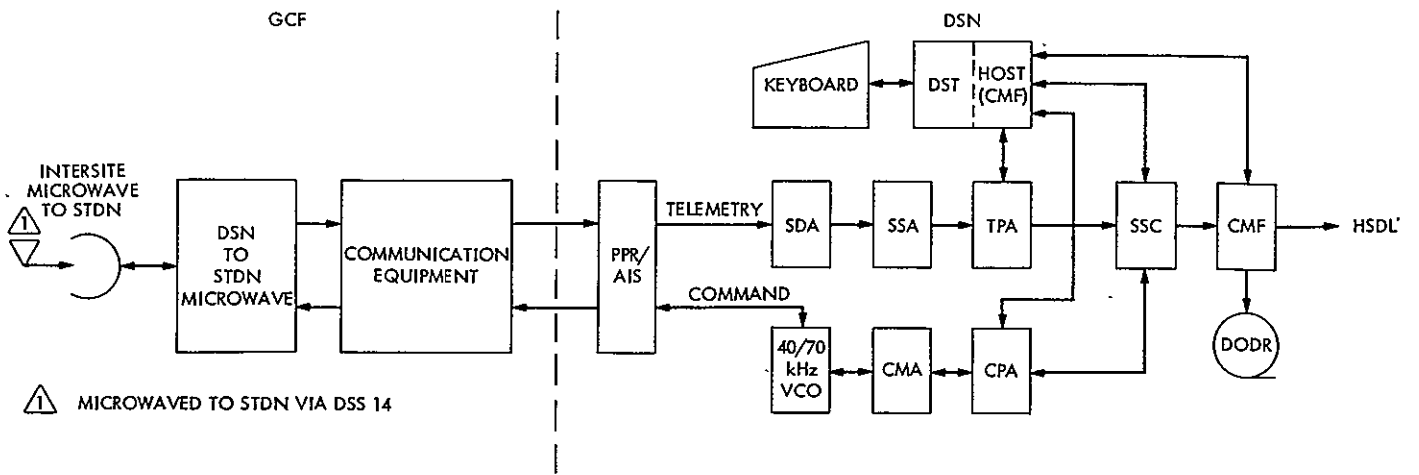 GCF
DSN
KEYBOARD
DST
HOST
(CMF)
INTERSITE
MICROWAVE
TO STDN
1
DSN
TO
STDN
MICROWAVE
COMMUNICATION
EQUIPMENT
PPR/
AIS
TELEMETRY
SDA
SSA
TPA
SSC
CMF
HSDL
COMMAND
40/70
kHz
VCO
CMA
CPA
DODR
1 MICROWAVED TO STDN VIA DSS 14